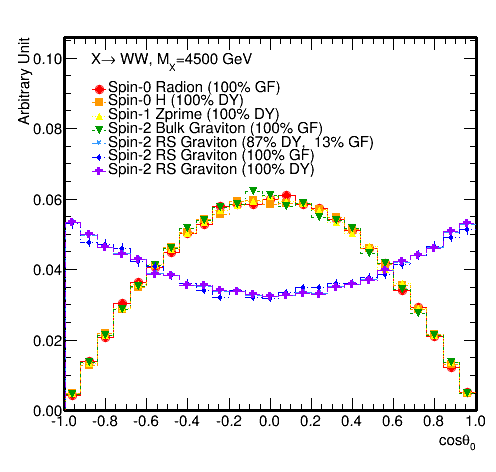 Arbitrary Unit
0.10
0.08
0.06
0.04
0.02
0.00
X→ WW, M_X=4500 GeV
Spin-0 Radion (100% GF)
Spin-0 H (100% DY)
Spin-1 Zprime (100% DY)
Spin-2 Bulk Graviton (100% GF)
Spin-2 RS Graviton (87% DY, 13% GF)
Spin-2 RS Graviton (100% GF)
Spin-2 RS Graviton (100% DY)
-1.0 -0.8 -0.6 -0.4 -0.2 -0.0 0.2 0.4 0.6 0.8 1.0
cosθ₀